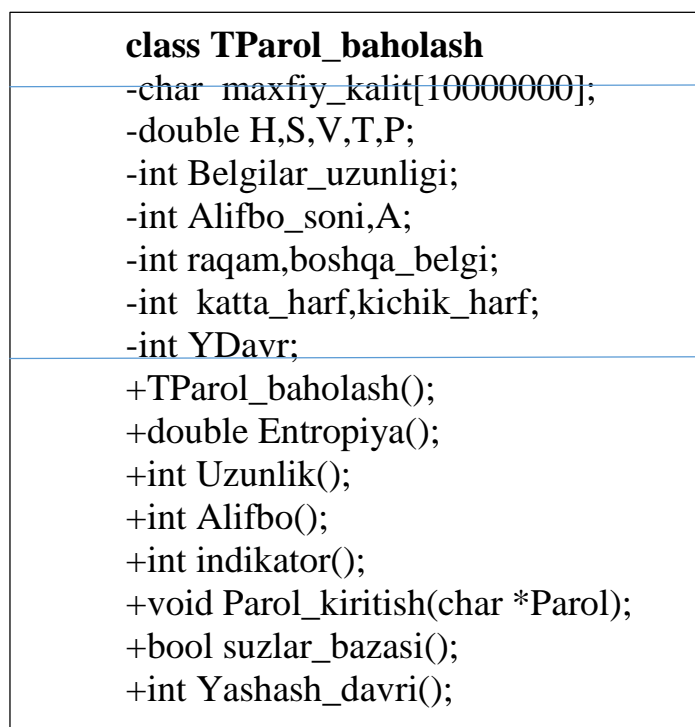 class TParol_baholash
-char maxfiy_kalit[10000000];
-double H,S,V,T,P;
-int Belgilar_uzunligi;
-int Alifbo_soni,A;
-int raqam,boshqa_belgi;
-int katta_harf,kichik_harf;
-int YDavr;
+TParol_baholash();
+double Entropiya();
+int Uzunlik();
+int Alifbo();
+int indikator();
+void Parol_kiritish(char *Parol);
+bool suzlar_bazasi();
+int Yashash_davri();